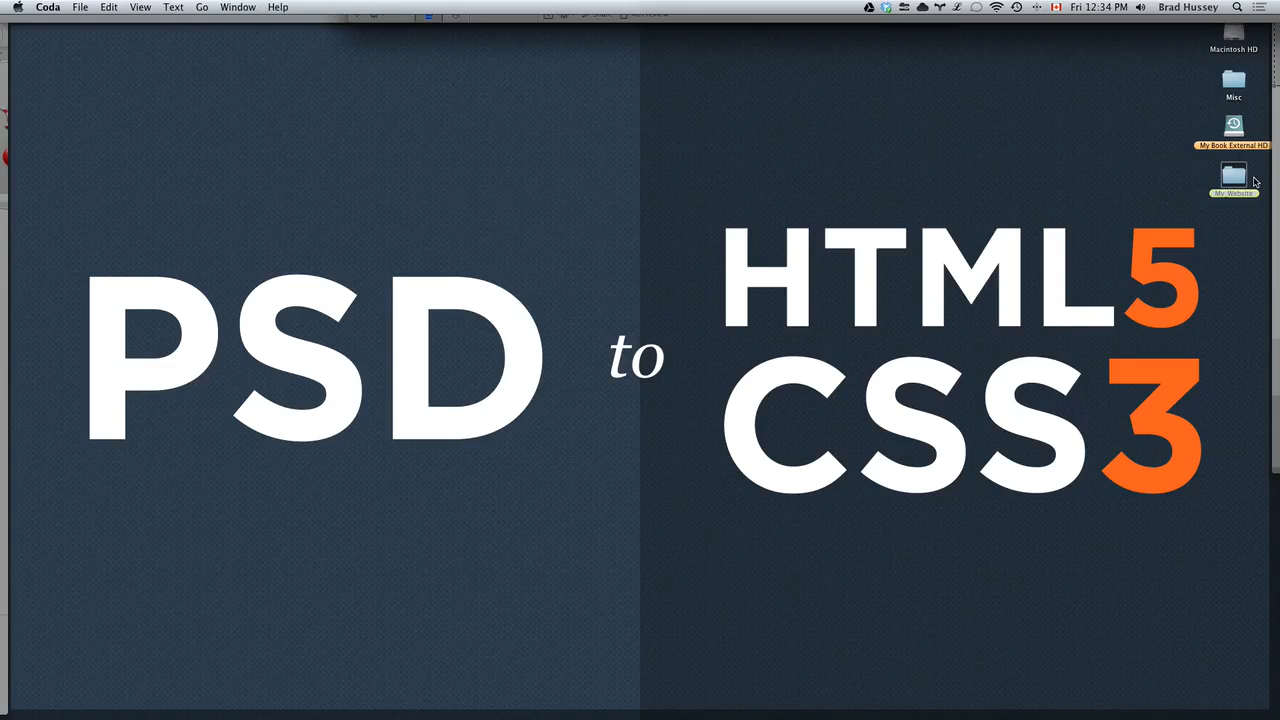 Coda File Edit View Text Go Window Help
Fri 12:34 PM Brad Hussey
Macintosh HD
Misc
My Book External HD
My Website
PSD
to
HTML5
CSS3